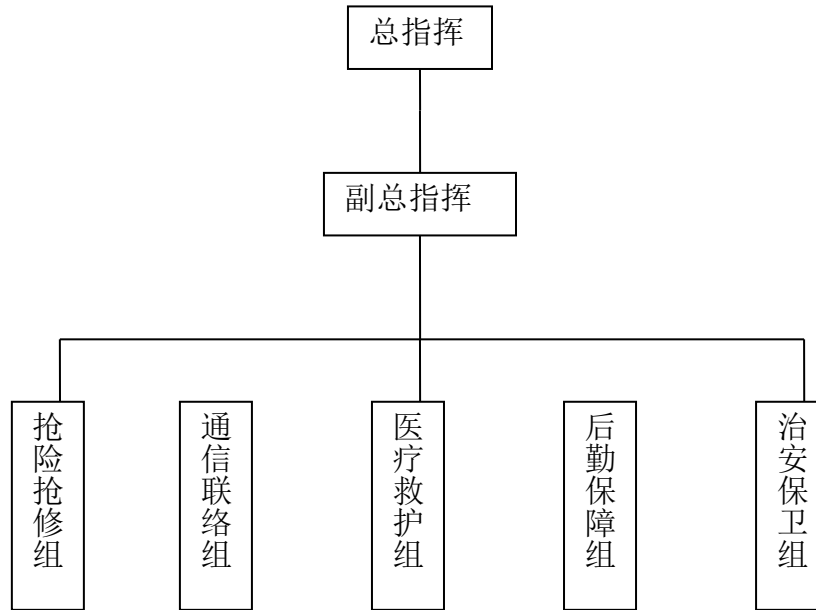 总指挥
副总指挥
抢险抢修组
通信联络组
医疗救护组
后勤保障组
治安保卫组